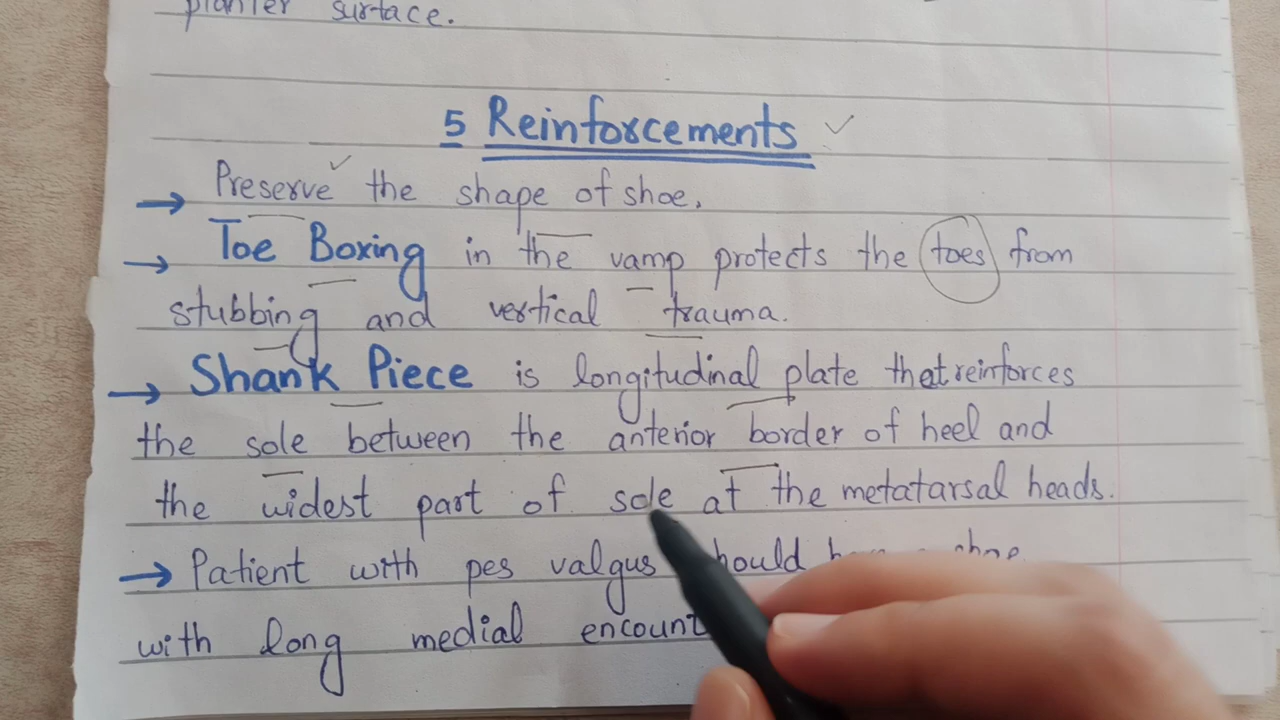 planter surface.
5 Reinforcements
→ Preserve the shape of shoe.
→ Toe Boxing in the vamp protects the toes from
stubbing and vertical trauma.
→ Shank Piece is longitudinal plate that reinforces
the sole between the anterior border of heel and
the widest part of sole at the metatarsal heads.
→ Patient with pes valgus should shoe
with long medial